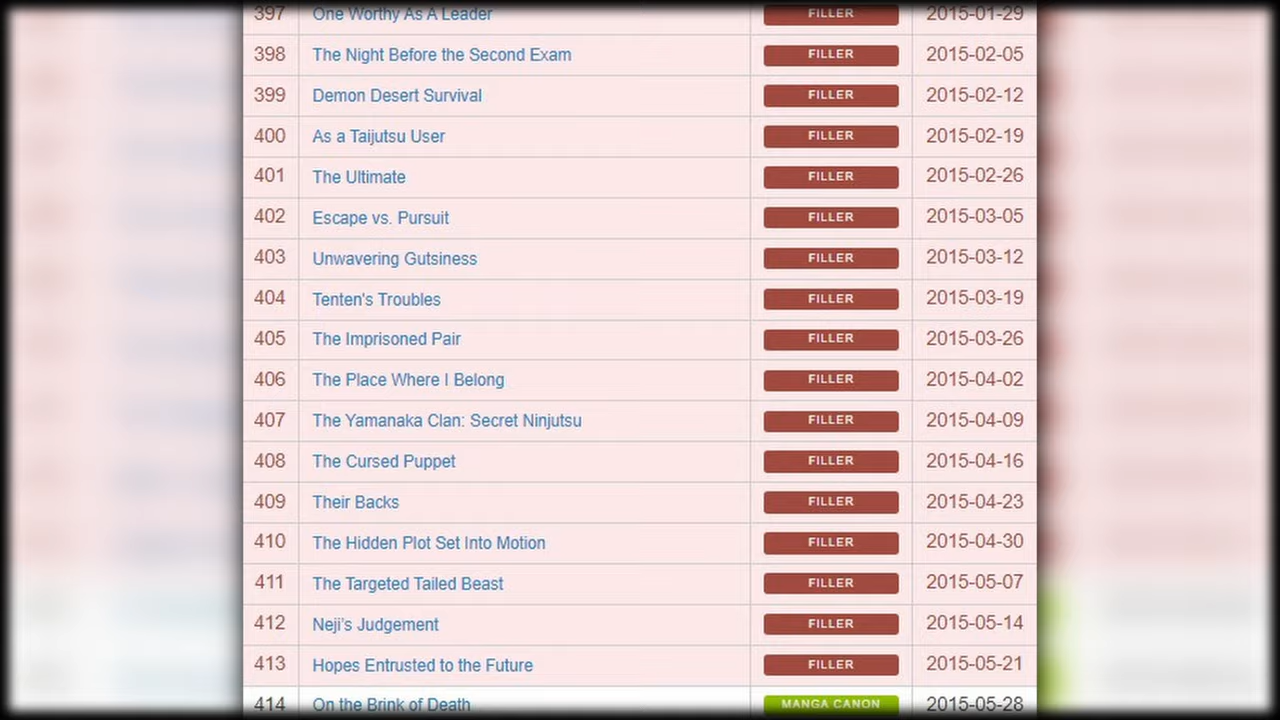 397 One Worthy As A Leader FILLER 2015-01-29
398 The Night Before the Second Exam FILLER 2015-02-05
399 Demon Desert Survival FILLER 2015-02-12
400 As a Taijutsu User FILLER 2015-02-19
401 The Ultimate FILLER 2015-02-26
402 Escape vs. Pursuit FILLER 2015-03-05
403 Unwavering Gutsiness FILLER 2015-03-12
404 Tenten's Troubles FILLER 2015-03-19
405 The Imprisoned Pair FILLER 2015-03-26
406 The Place Where I Belong FILLER 2015-04-02
407 The Yamanaka Clan: Secret Ninjutsu FILLER 2015-04-09
408 The Cursed Puppet FILLER 2015-04-16
409 Their Backs FILLER 2015-04-23
410 The Hidden Plot Set Into Motion FILLER 2015-04-30
411 The Targeted Tailed Beast FILLER 2015-05-07
412 Neji's Judgement FILLER 2015-05-14
413 Hopes Entrusted to the Future FILLER 2015-05-21
414 On the Brink of Death MANGA CANON 2015-05-28